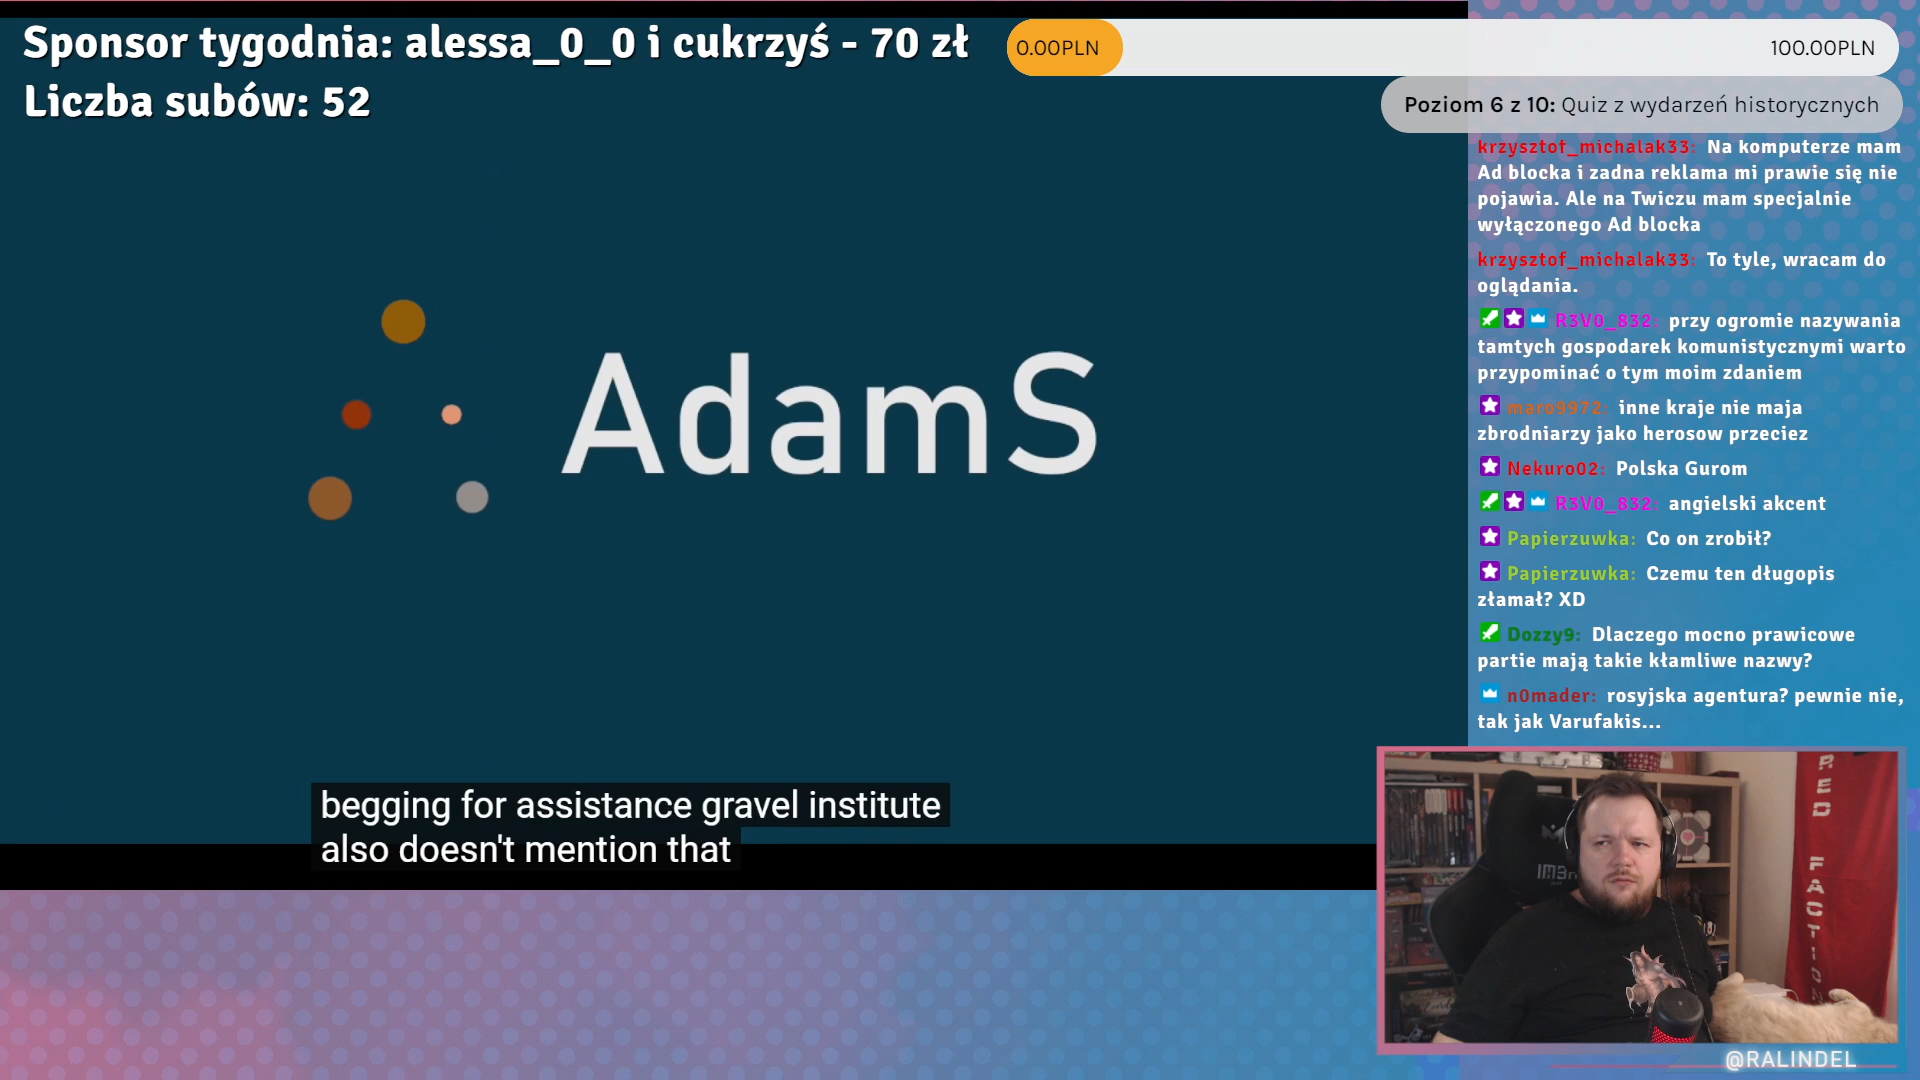 Sponsor tygodnia: alessa_0_0 i cukrzyś - 70 zł
Liczba subów: 52
0.00PLN
100.00PLN
Poziom 6 z 10: Quiz z wydarzeń historycznych
krzysztof_michalak33: Na komputerze mam
Ad blocka i zadna reklama mi prawie się nie
pojawia. Ale na Twiczu mam specjalnie
wyłączonego Ad blocka
krzysztof_michalak33: To tyle, wracam do
oglądania.
R3V0_832: przy ogromie nazywania
tamtych gospodarek komunistycznymi warto
przypominać o tym moim zdaniem
maro9972: inne kraje nie maja
zbrodniarzy jako herosow przeciez
Nekuro02: Polska Gurom
R3V0_832: angielski akcent
Papierzuwka: Co on zrobił?
Papierzuwka: Czemu ten długopis
złamał? XD
Dozzy9: Dlaczego mocno prawicowe
partie mają takie kłamliwe nazwy?
n0mader: rosyjska agentura? pewnie nie,
tak jak Varufakis...
AdamS
begging for assistance gravel institute
also doesn't mention that
RED FACTION
@RALINDEL